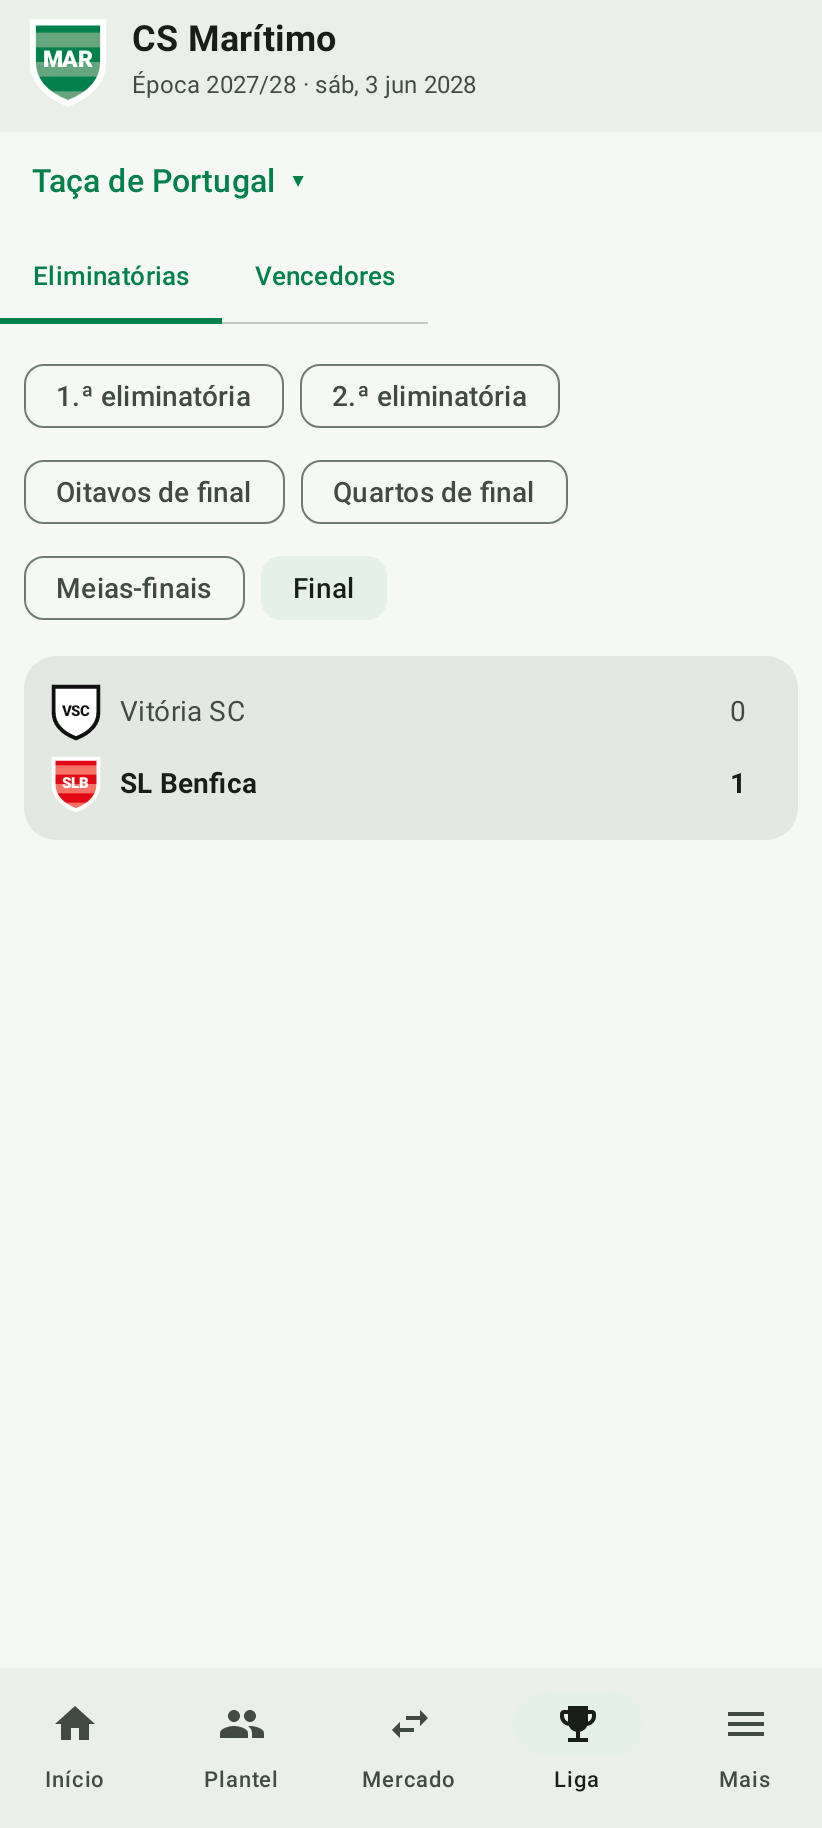 MAR
CS Marítimo
Época 2027/28 · sáb, 3 jun 2028
Taça de Portugal ▼
Eliminatórias Vencedores
1.ª eliminatória 2.ª eliminatória
Oitavos de final Quartos de final
Meias-finais Final
VSC Vitória SC 0
SLB SL Benfica 1
Início Plantel Mercado Liga Mais